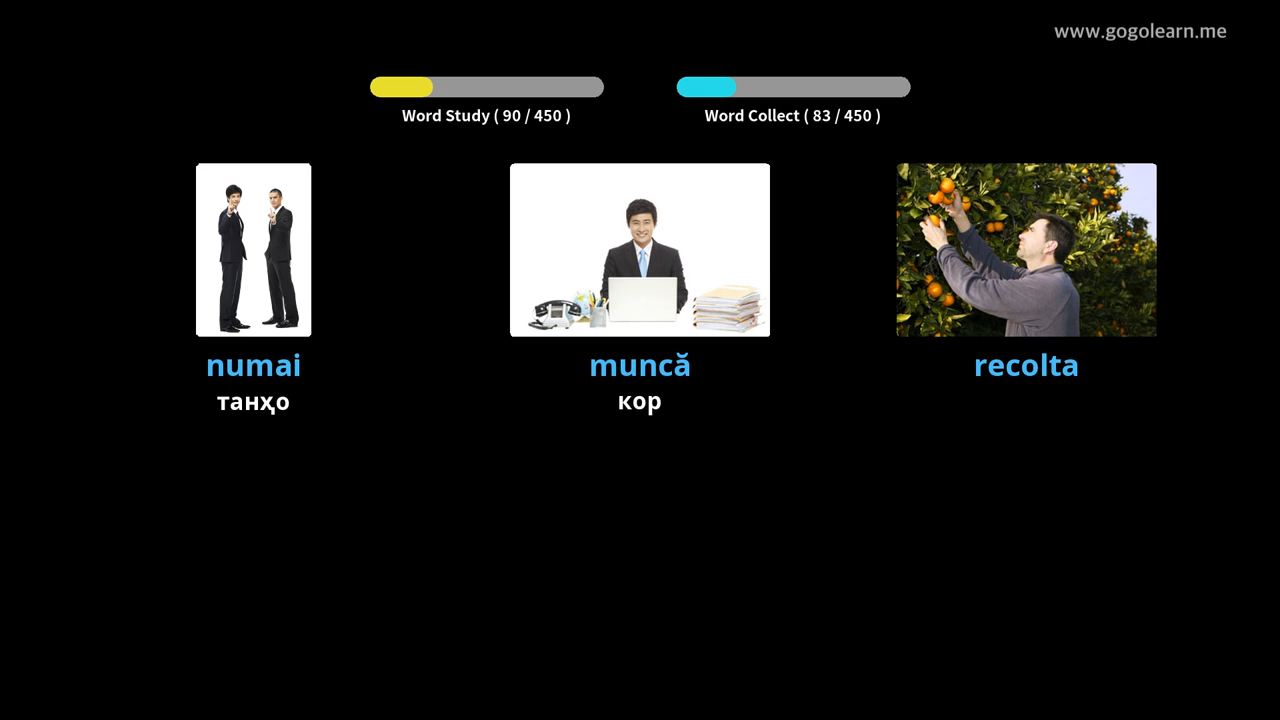 www.gogolearn.me
Word Study ( 90 / 450 )
Word Collect ( 83 / 450 )
numai
танҳо
muncă
кор
recolta